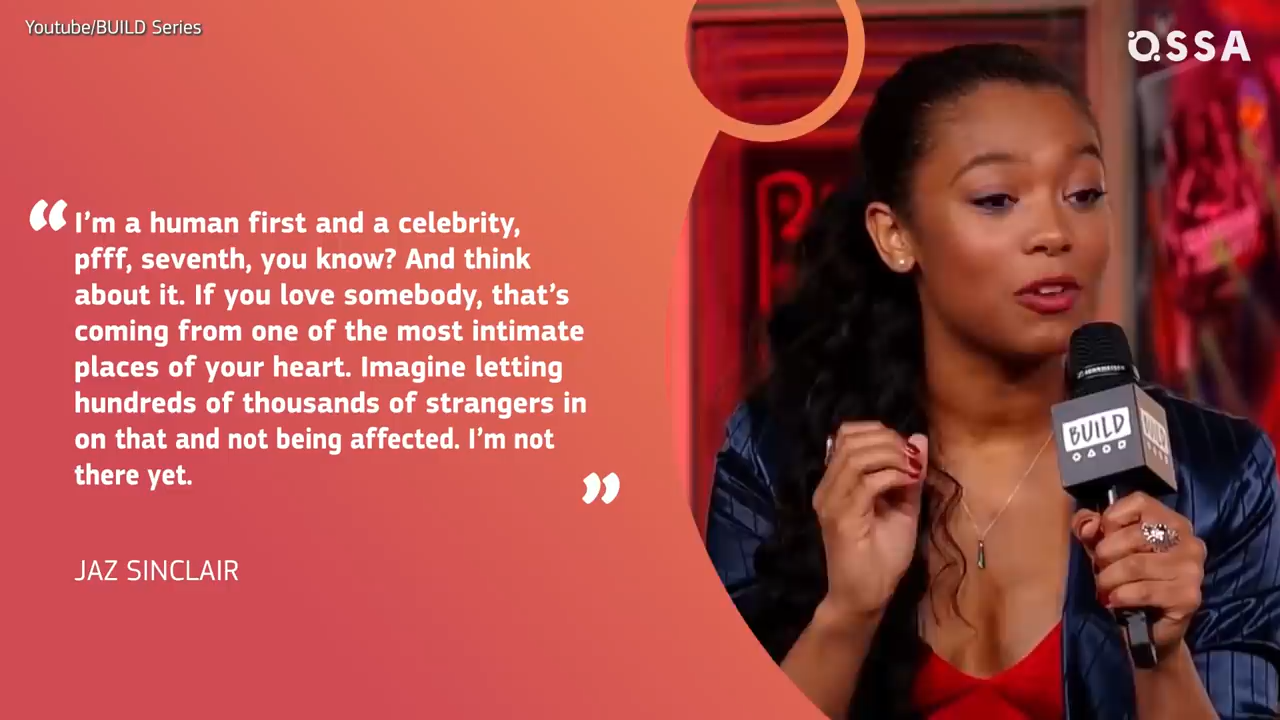 Youtube/BUILD Series
OSSA
“I’m a human first and a celebrity,
pfff, seventh, you know? And think
about it. If you love somebody, that’s
coming from one of the most intimate
places of your heart. Imagine letting
hundreds of thousands of strangers in
on that and not being affected. I’m not
there yet.”
JAZ SINCLAIR
SENNHEISER
BUILD
BUILD